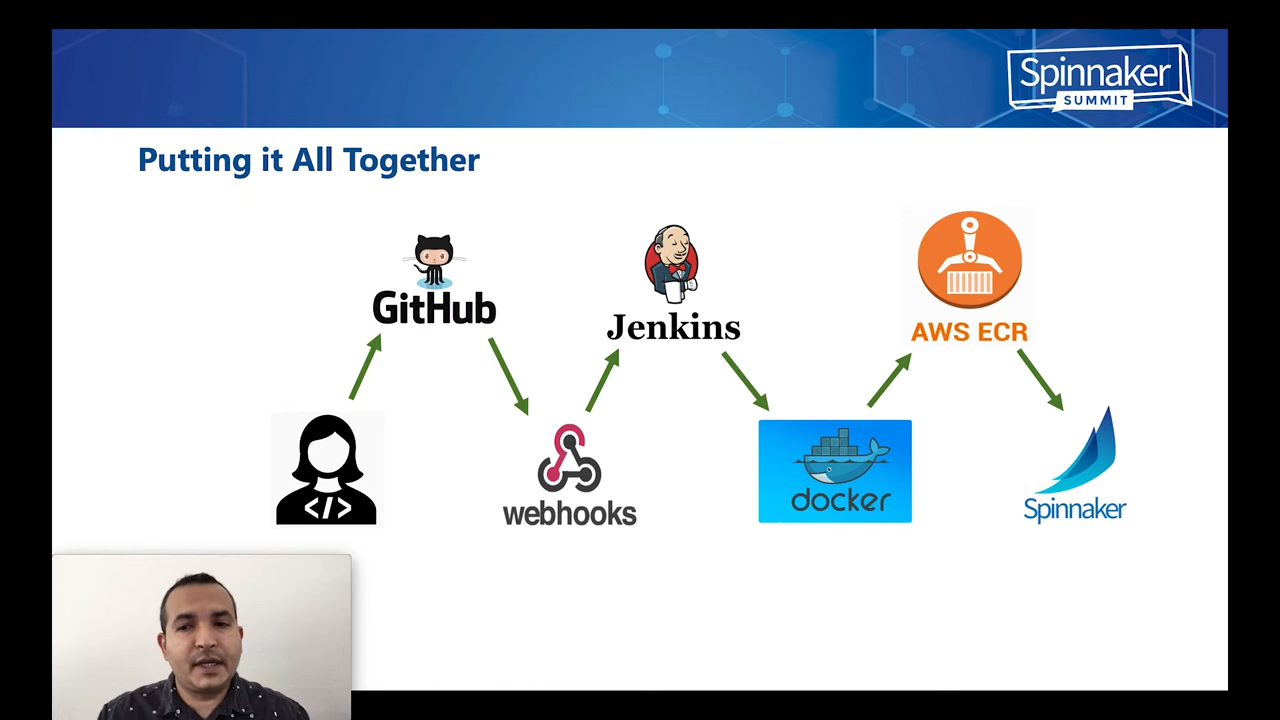 Spinnaker
SUMMIT
Putting it All Together
GitHub
Jenkins
AWS ECR
</>
webhooks
docker
Spinnaker